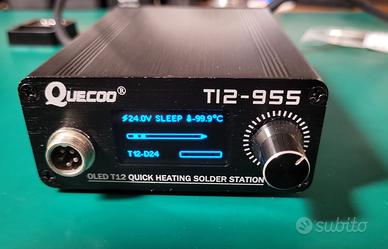 QUECOO®
T12-955
⚡24.0V SLEEP 🌡-99.9°C
T12-D24
OLED T12 QUICK HEATING SOLDER STATION
subito